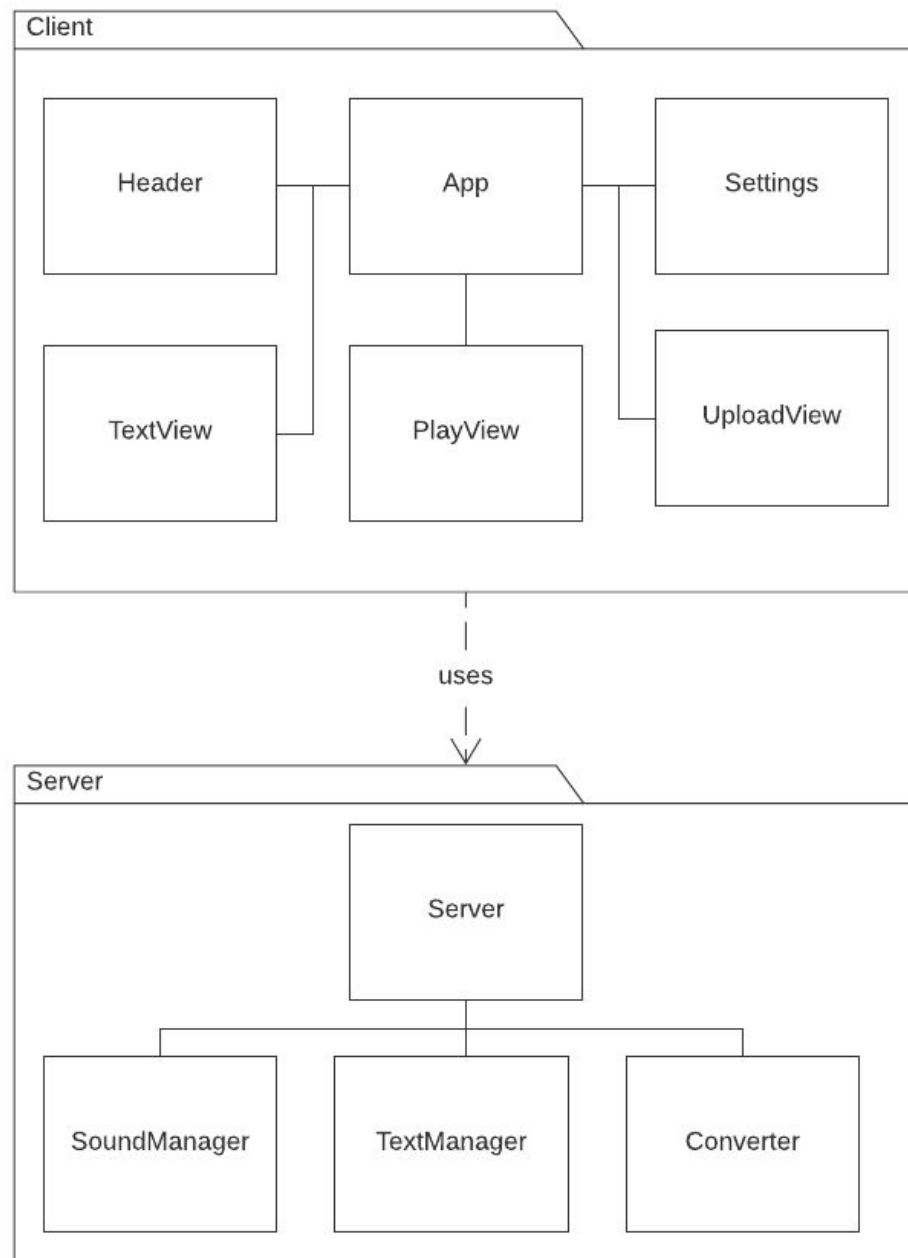 Client
Header
App
Settings
TextView
PlayView
UploadView
uses
Server
Server
SoundManager
TextManager
Converter